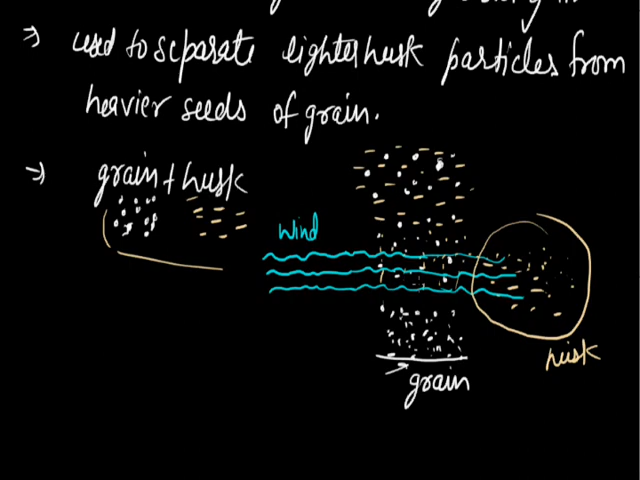 ⇒ used to separate lighter husk particles from
heavier seeds of grain.
⇒ grain + husk
wind
husk
grain